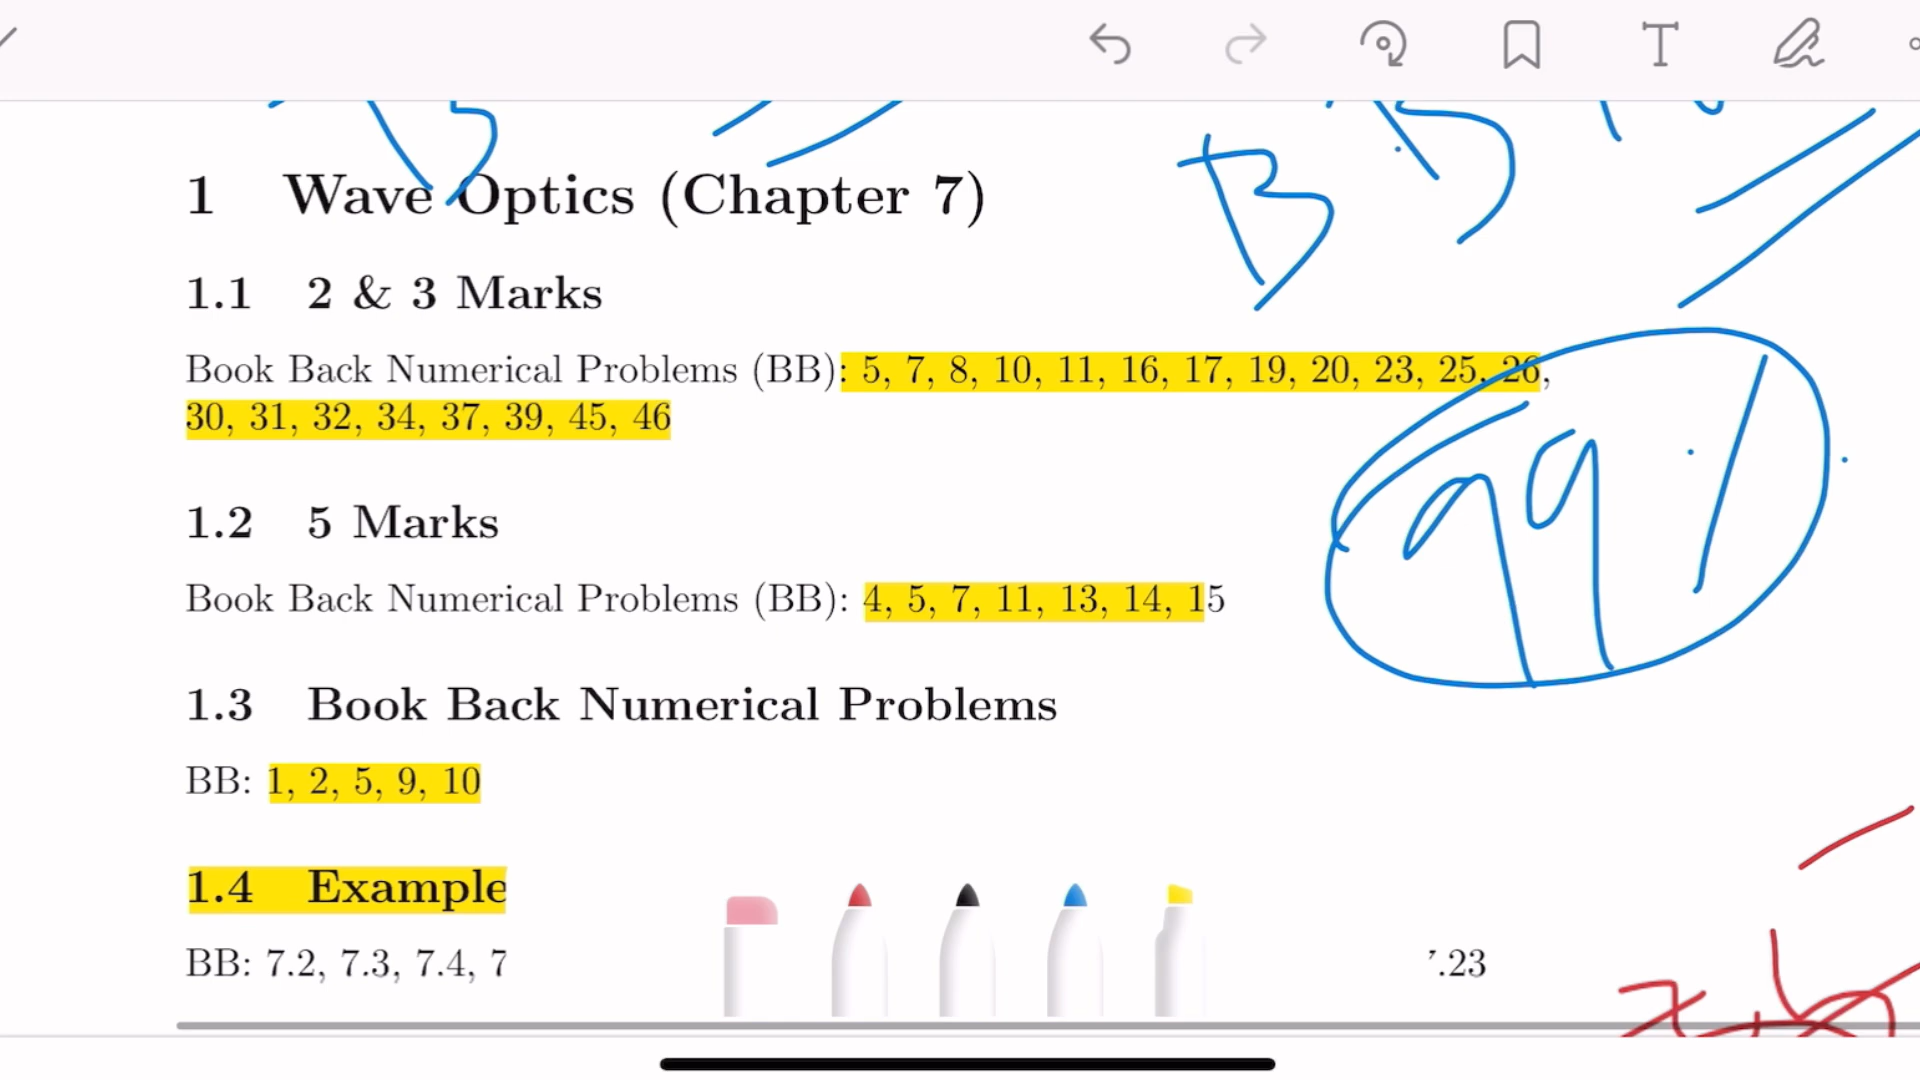 1 Wave Optics (Chapter 7)
1.1 2 & 3 Marks
Book Back Numerical Problems (BB): 5, 7, 8, 10, 11, 16, 17, 19, 20, 23, 25, 26,
30, 31, 32, 34, 37, 39, 45, 46
1.2 5 Marks
Book Back Numerical Problems (BB): 4, 5, 7, 11, 13, 14, 15
1.3 Book Back Numerical Problems
BB: 1, 2, 5, 9, 10
1.4 Example
BB: 7.2, 7.3, 7.4, 7
.23
B
99